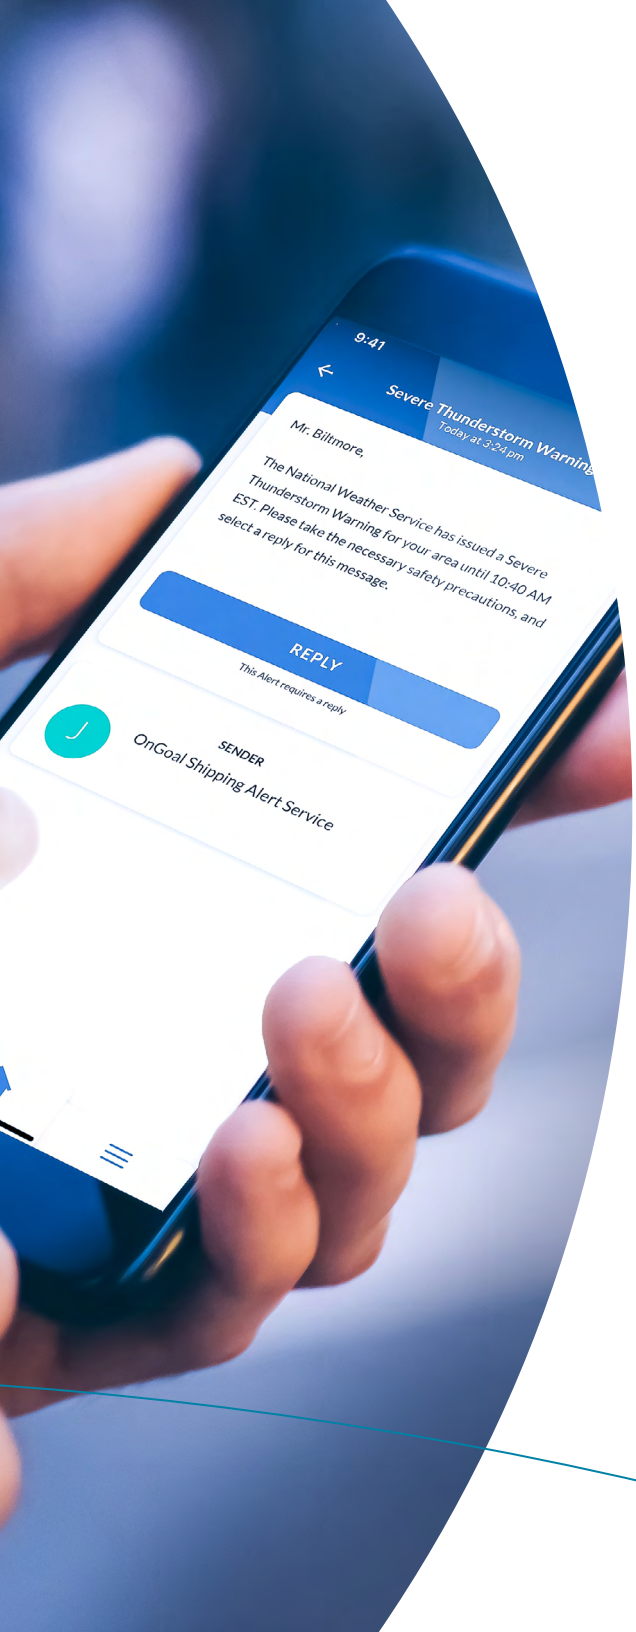 9:41
Severe Thunderstorm Warning
Today at 3:24 pm
Mr. Biltmore,
The National Weather Service has issued a Severe
Thunderstorm Warning for your area until 10:40 AM
EST. Please take the necessary safety precautions, and
select a reply for this message.
REPLY
This Alert requires a reply
J
SENDER
OnGoal Shipping Alert Service